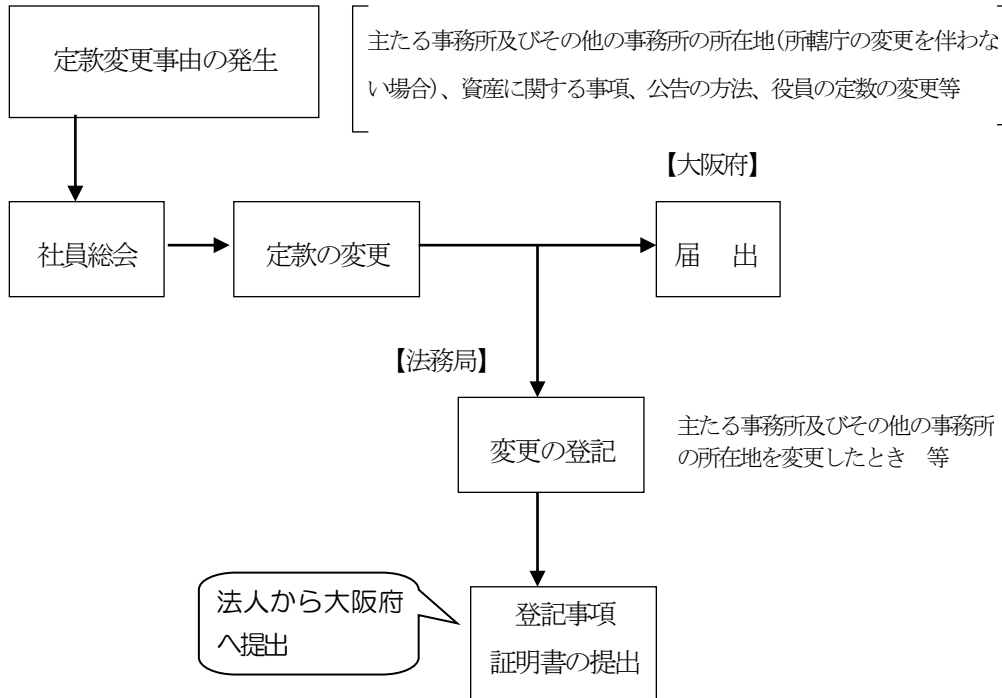 定款変更事由の発生
主たる事務所及びその他の事務所の所在地(所轄庁の変更を伴わな
い場合)、資産に関する事項、公告の方法、役員の定数の変更等
【大阪府】
社員総会
定款の変更
届 出
【法務局】
変更の登記
主たる事務所及びその他の事務所
の所在地を変更したとき 等
法人から大阪府
へ提出
登記事項
証明書の提出